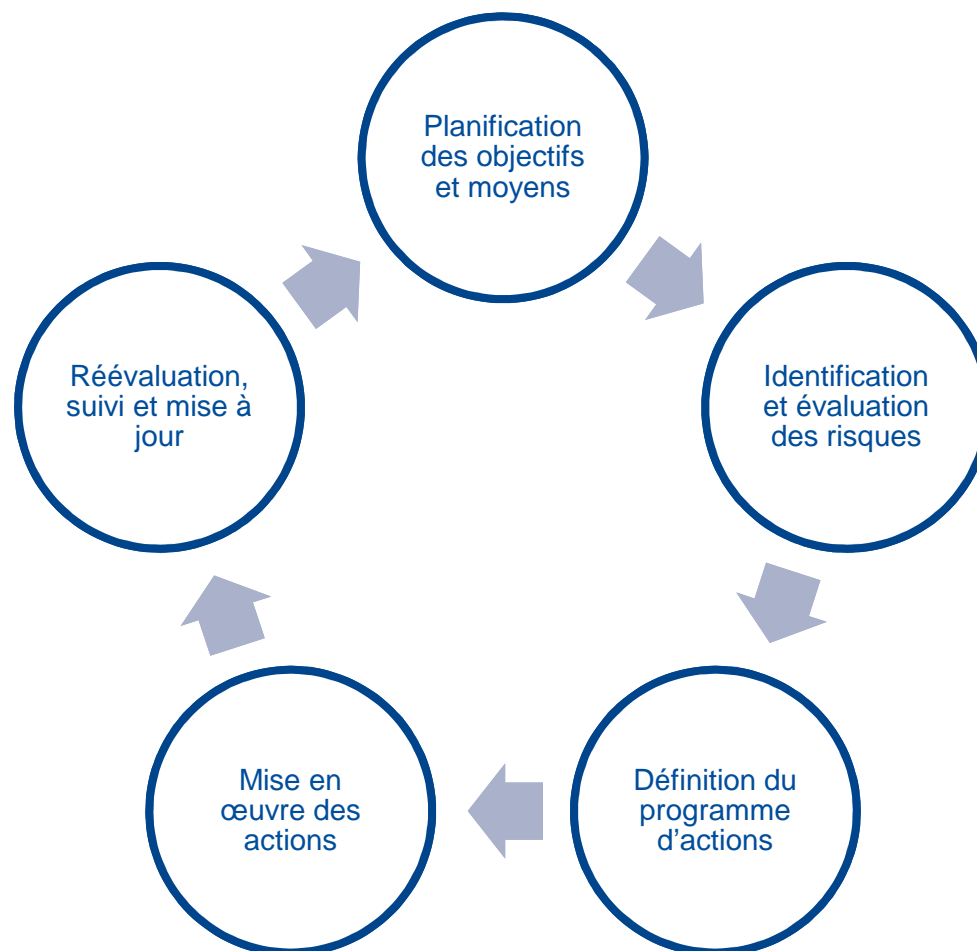 Planification
des objectifs
et moyens
Identification
et évaluation
des risques
Définition du
programme
d’actions
Mise en
œuvre des
actions
Réévaluation,
suivi et mise à
jour